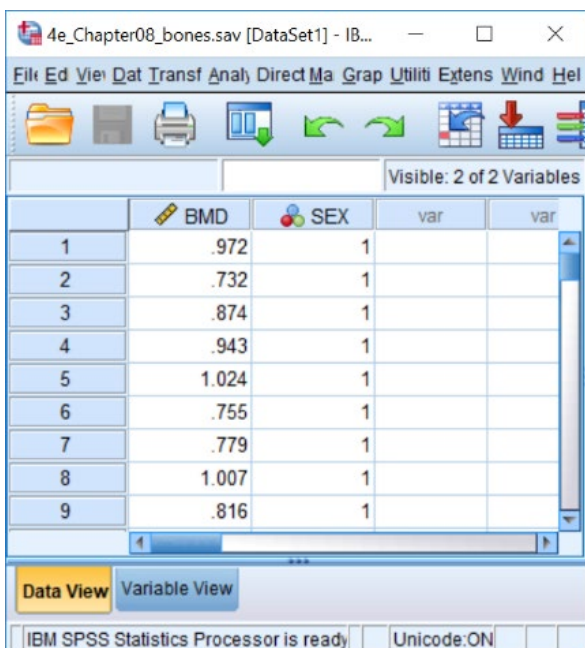 4e_Chapter08_bones.sav [DataSet1] - IB...
File Ed Vie Dat Transf Analy Direct Ma Grap Utiliti Extens Wind Hel
Visible: 2 of 2 Variables
BMD SEX var var
1 .972 1
2 .732 1
3 .874 1
4 .943 1
5 1.024 1
6 .755 1
7 .779 1
8 1.007 1
9 .816 1
Data View Variable View
IBM SPSS Statistics Processor is ready Unicode:ON